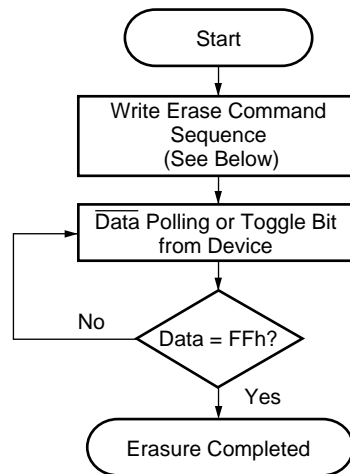 Start
Write Erase Command
Sequence
(See Below)
Data Polling or Toggle Bit
from Device
No
Data = FFh?
Yes
Erasure Completed